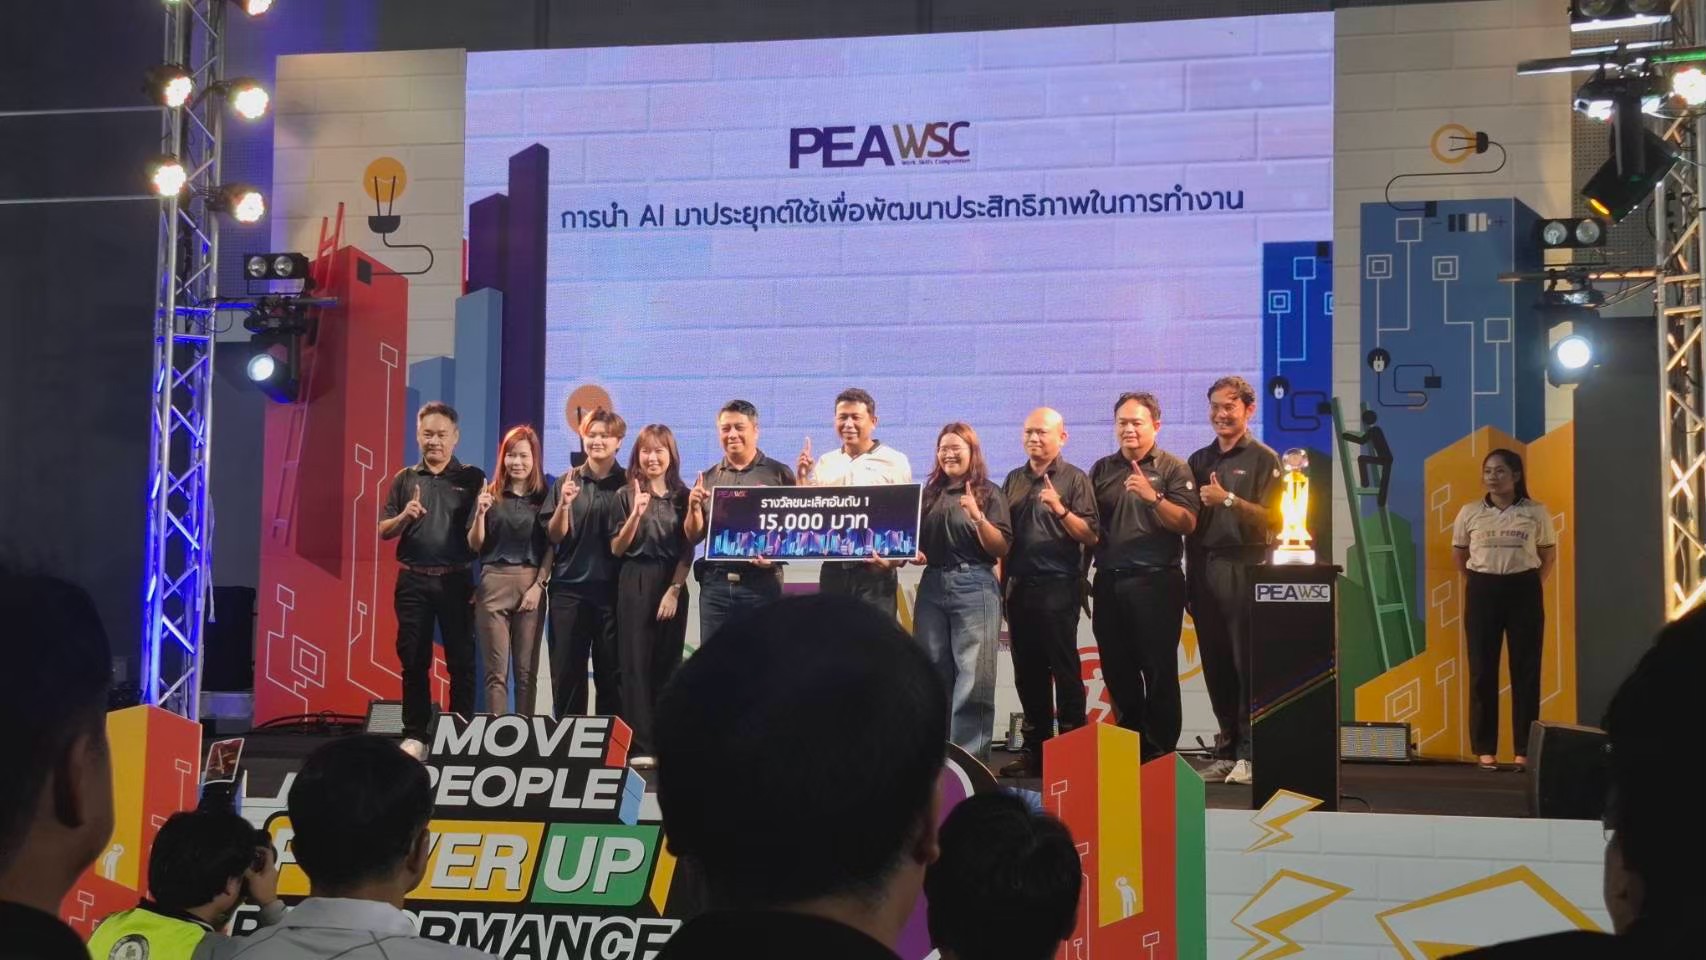 PEA WSC
Work Skills Competition
การนำ AI มาประยุกต์ใช้เพื่อพัฒนาประสิทธิภาพในการทำงาน
PEA WSC
รางวัลชนะเลิศอันดับ 1
15,000 บาท
PEA WSC
MOVE
PEOPLE
UP